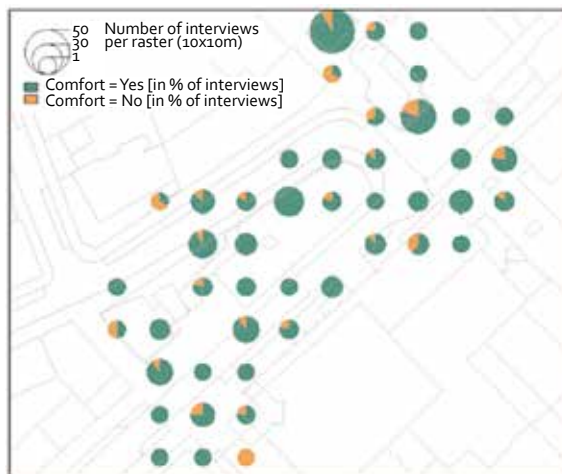 50 Number of interviews
30 per raster (10x10m)
1
Comfort = Yes [in % of interviews]
Comfort = No [in % of interviews]